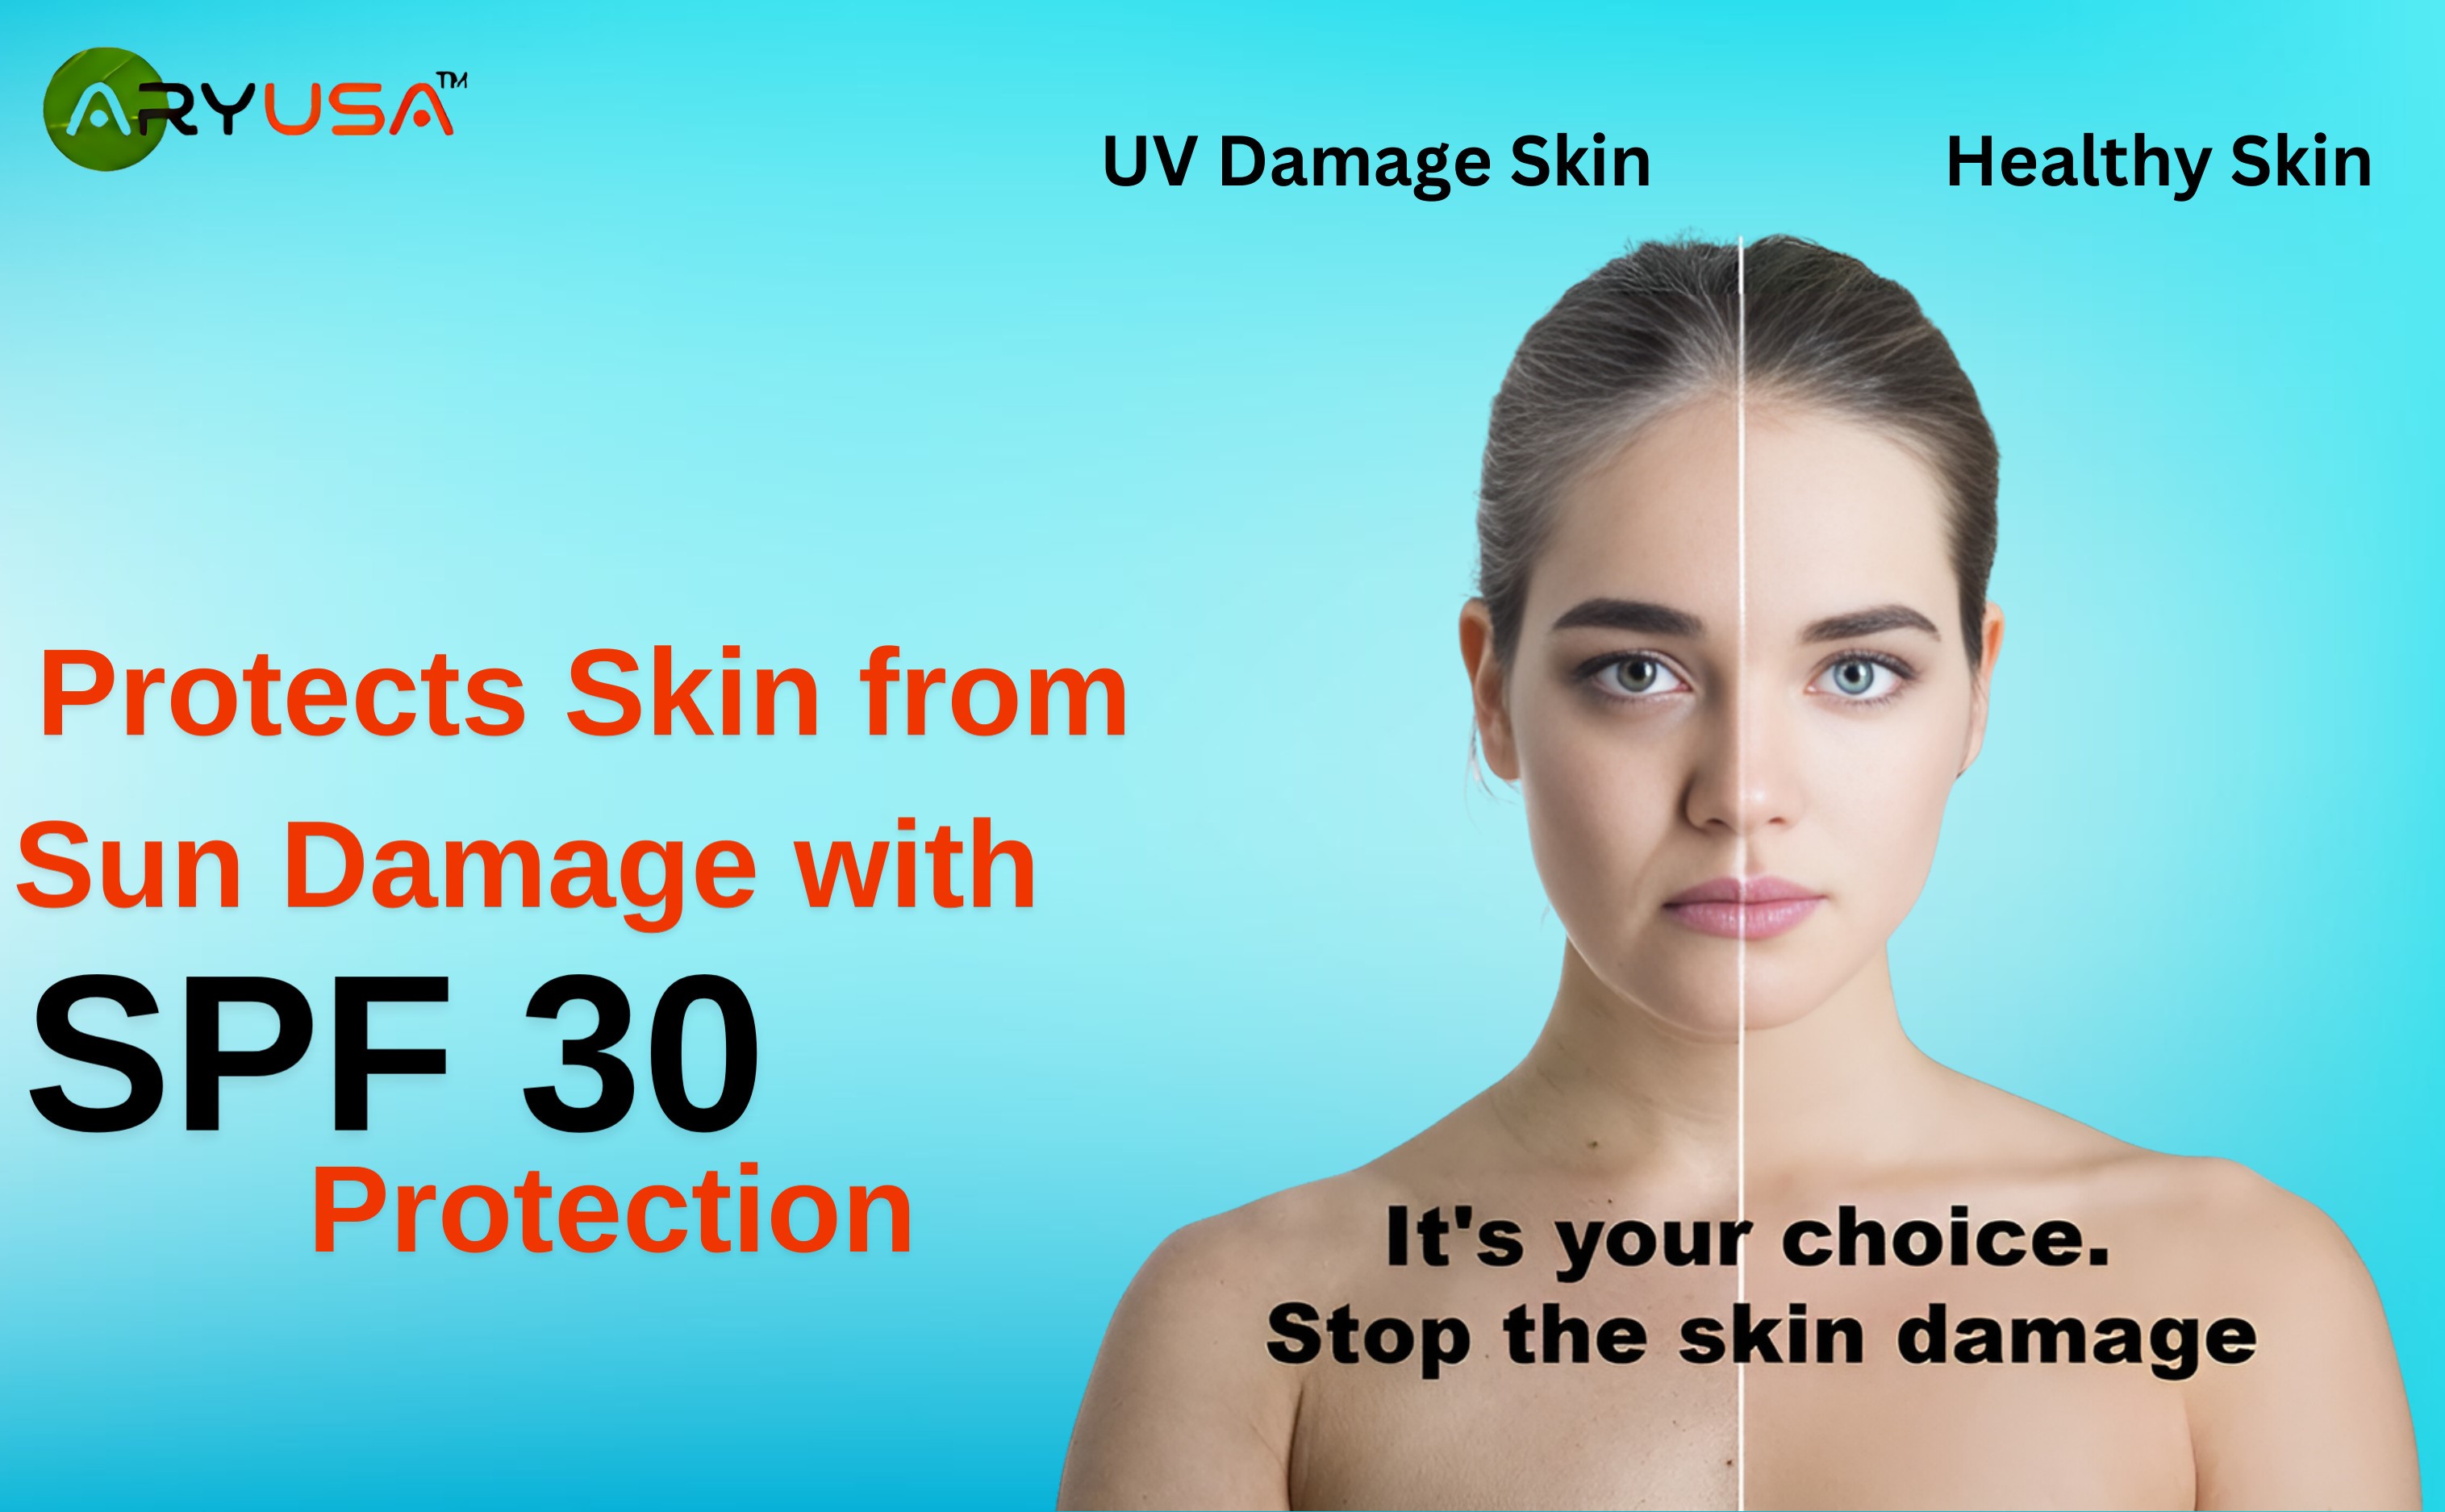 ARYUSA™
UV Damage Skin
Healthy Skin
Protects Skin from
Sun Damage with
SPF 30
Protection
It's your choice.
Stop the skin damage